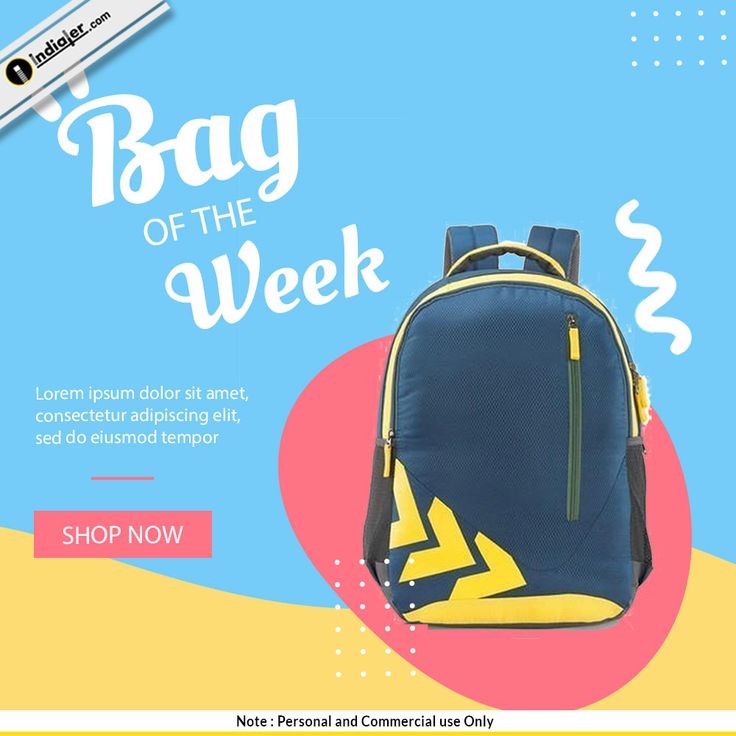 indiater.com
Bag
OF THE
Week
Lorem ipsum dolor sit amet,
consectetur adipiscing elit,
sed do eiusmod tempor
SHOP NOW
Note : Personal and Commercial use Only